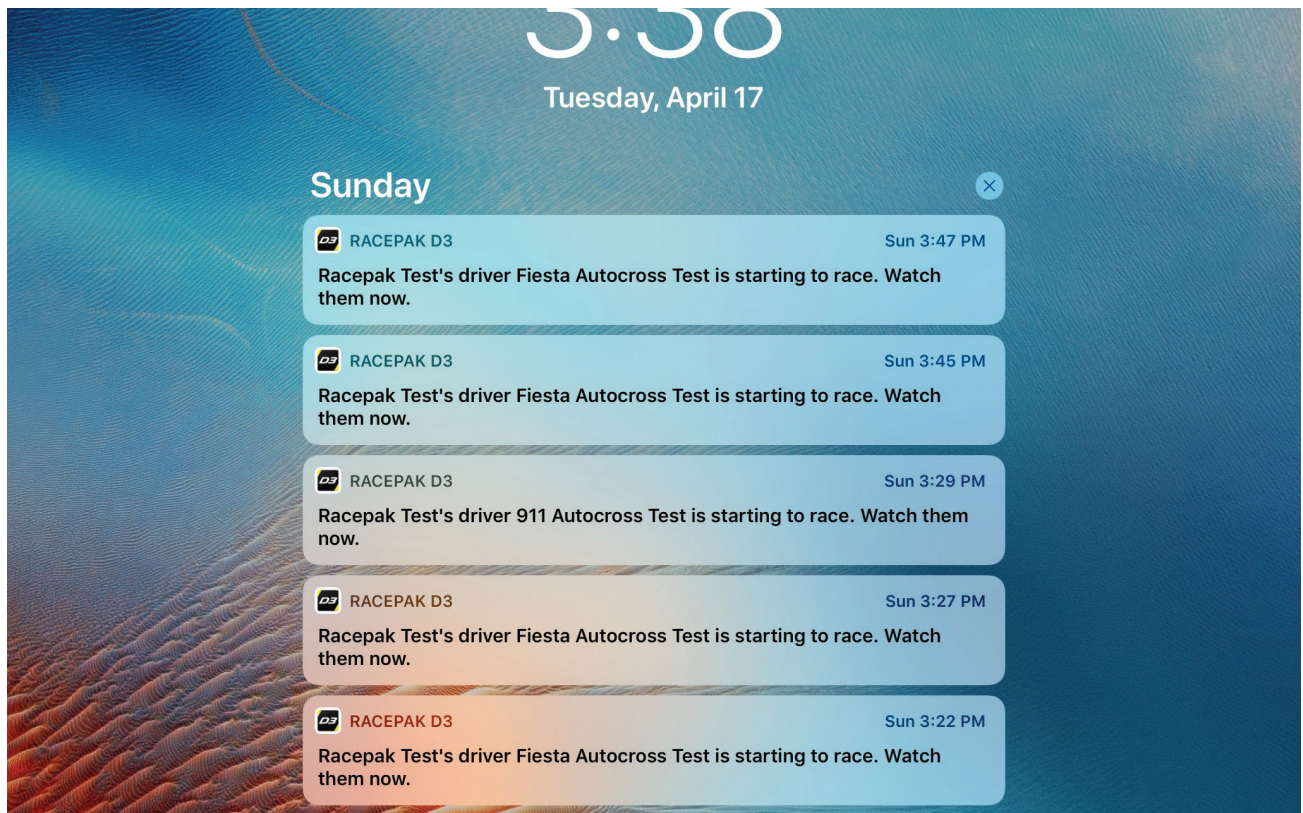 Tuesday, April 17
Sunday
D3 RACEPAK D3 Sun 3:47 PM
Racepak Test's driver Fiesta Autocross Test is starting to race. Watch
them now.
D3 RACEPAK D3 Sun 3:45 PM
Racepak Test's driver Fiesta Autocross Test is starting to race. Watch
them now.
D3 RACEPAK D3 Sun 3:29 PM
Racepak Test's driver 911 Autocross Test is starting to race. Watch them
now.
D3 RACEPAK D3 Sun 3:27 PM
Racepak Test's driver Fiesta Autocross Test is starting to race. Watch
them now.
D3 RACEPAK D3 Sun 3:22 PM
Racepak Test's driver Fiesta Autocross Test is starting to race. Watch
them now.